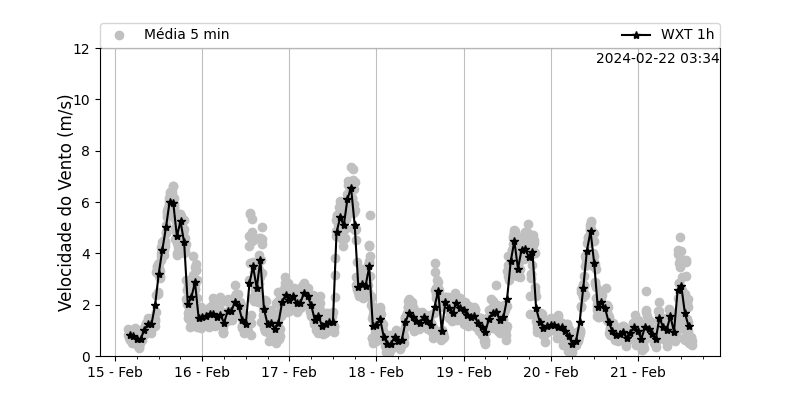 Média 5 min
WXT 1h
2024-02-22 03:34
Velocidade do Vento (m/s)
12
10
8
6
4
2
0
15 - Feb
16 - Feb
17 - Feb
18 - Feb
19 - Feb
20 - Feb
21 - Feb